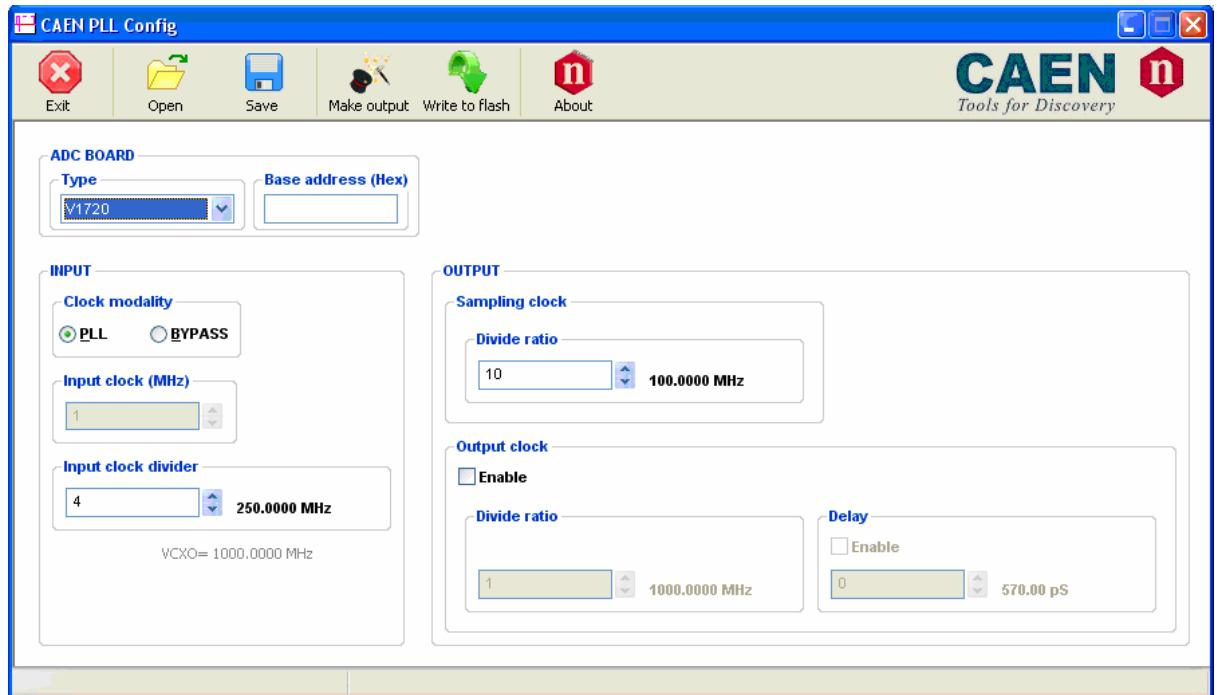 CAEN PLL Config
Exit
Open
Save
Make output
Write to flash
About
CAEN
Tools for Discovery
n
ADC BOARD
Type
V1720
Base address (Hex)
INPUT
Clock modality
PLL
BYPASS
Input clock (MHz)
1
Input clock divider
4
250.0000 MHz
VCXO= 1000.0000 MHz
OUTPUT
Sampling clock
Divide ratio
10
100.0000 MHz
Output clock
Enable
Divide ratio
1
1000.0000 MHz
Delay
Enable
0
570.00 pS